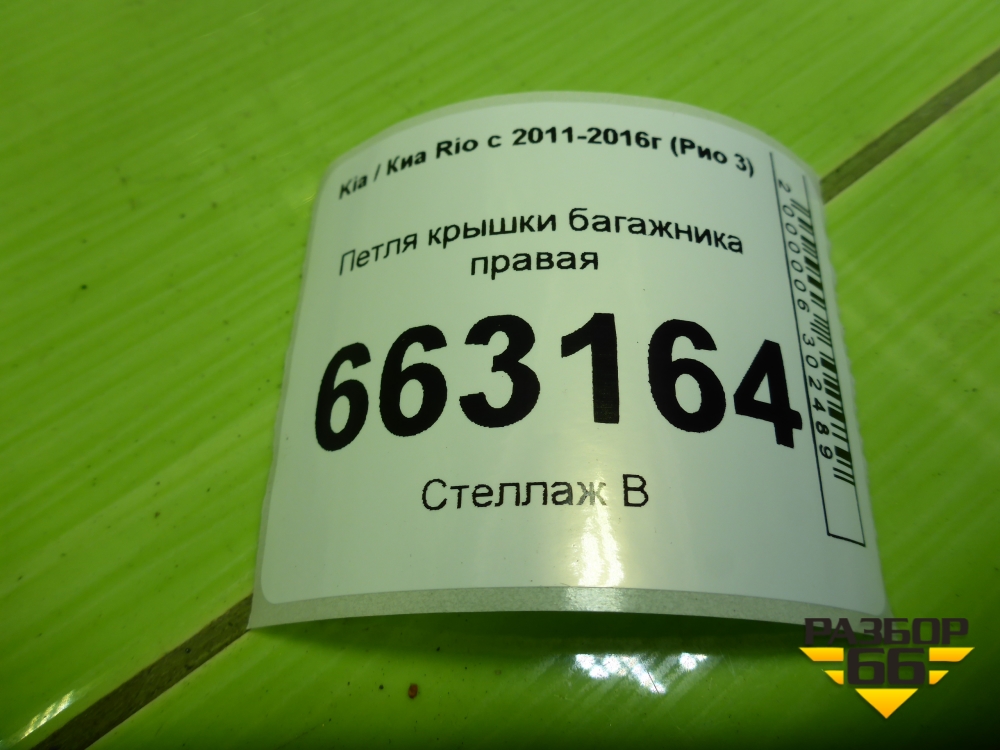 Kia / Киа Rio с 2011-2016г (Рио 3)
Петля крышки багажника
правая
663164
Стеллаж В
2000006302489
РАЗБОР
66